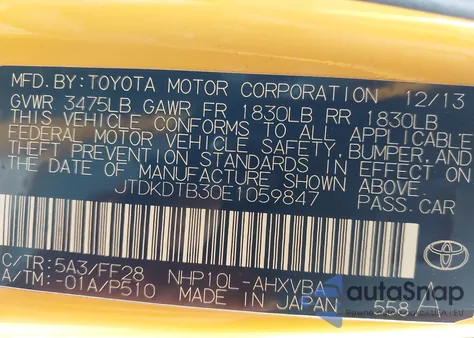 MFD.BY:TOYOTA MOTOR CORPORATION 12/13
GVWR 3475LB GAWR FR 1830LB RR 1830LB
THIS VEHICLE CONFORMS TO ALL APPLICABLE
FEDERAL MOTOR VEHICLE SAFETY, BUMPER, AND
THEFT PREVENTION STANDARDS IN EFFECT ON
THE DATE OF MANUFACTURE SHOWN ABOVE.
JTDKDTB30E1059847 PASS.CAR
C/TR:5A3/FF28 NHP10L-AHXVBA
A/TM:-01A/P510 MADE IN JAPAN 558
TOYOTA
autoSnap